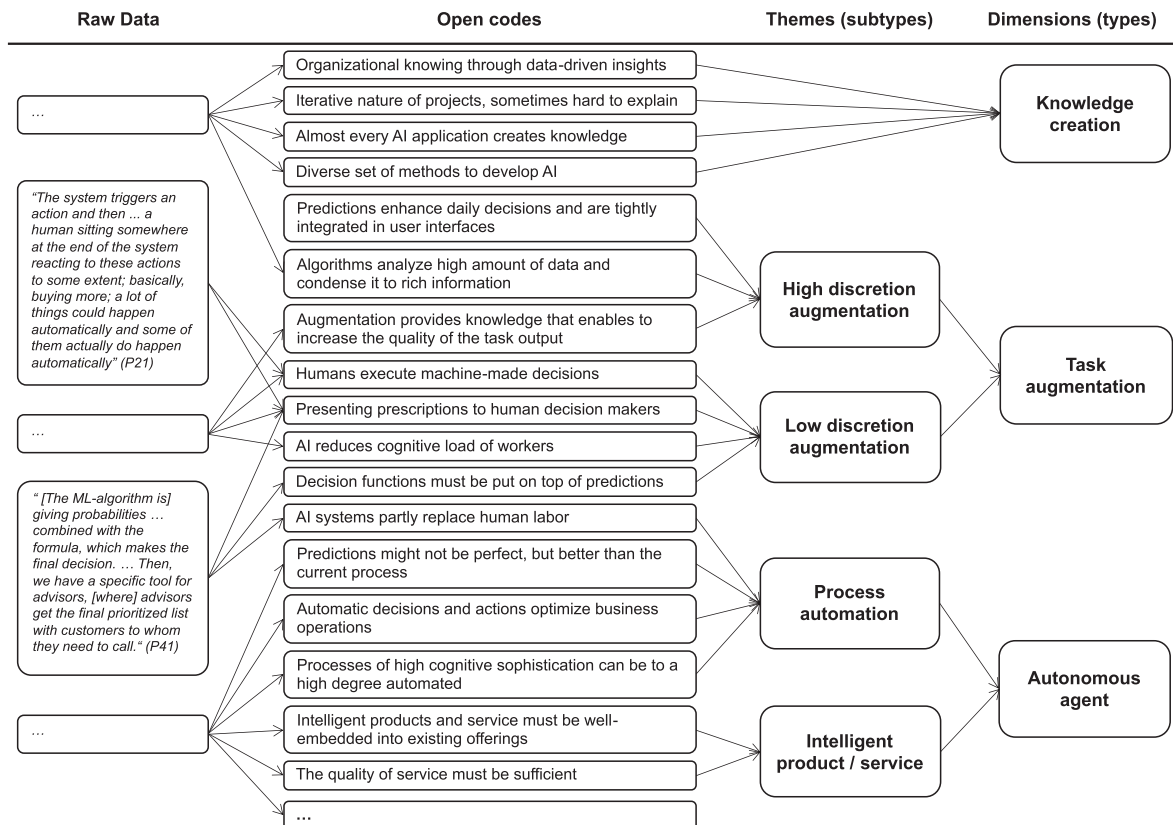 Raw Data
Open codes
Themes (subtypes)
Dimensions (types)
...
“The system triggers an
action and then ... a
human sitting somewhere
at the end of the system
reacting to these actions
to some extent; basically,
buying more; a lot of
things could happen
automatically and some of
them actually do happen
automatically” (P21)
...
“ [The ML-algorithm is]
giving probabilities …
combined with the
formula, which makes the
final decision. … Then,
we have a specific tool for
advisors, [where] advisors
get the final prioritized list
with customers to whom
they need to call.“ (P41)
...
Organizational knowing through data-driven insights
Iterative nature of projects, sometimes hard to explain
Almost every AI application creates knowledge
Diverse set of methods to develop AI
Predictions enhance daily decisions and are tightly
integrated in user interfaces
Algorithms analyze high amount of data and
condense it to rich information
Augmentation provides knowledge that enables to
increase the quality of the task output
Humans execute machine-made decisions
Presenting prescriptions to human decision makers
AI reduces cognitive load of workers
Decision functions must be put on top of predictions
AI systems partly replace human labor
Predictions might not be perfect, but better than the
current process
Automatic decisions and actions optimize business
operations
Processes of high cognitive sophistication can be to a
high degree automated
Intelligent products and service must be well-
embedded into existing offerings
The quality of service must be sufficient
...
High discretion
augmentation
Low discretion
augmentation
Process
automation
Intelligent
product / service
Knowledge
creation
Task
augmentation
Autonomous
agent